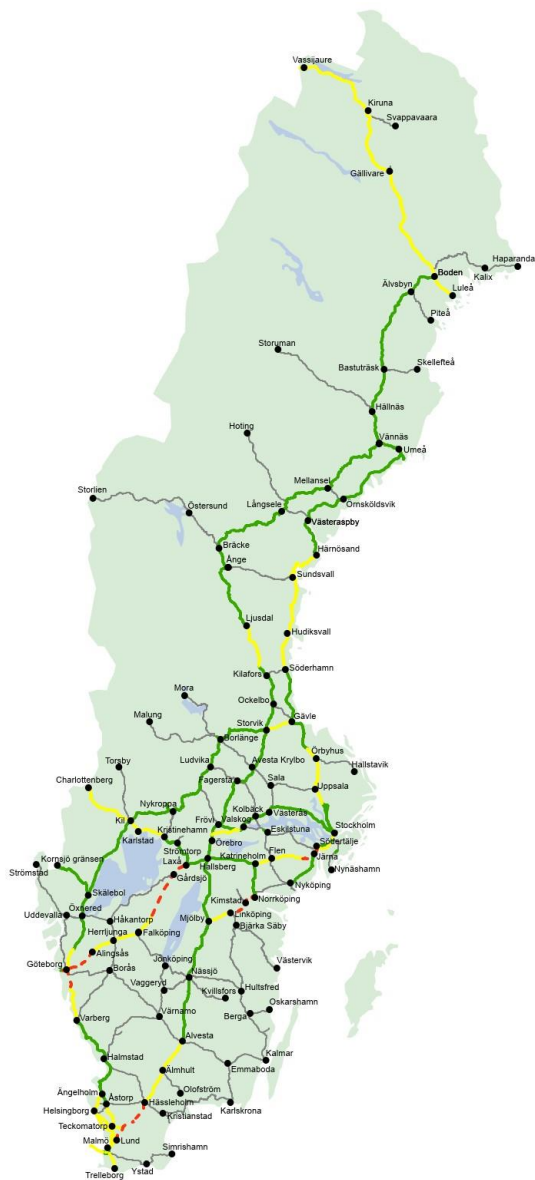 Vassijaure
Kiruna
Svappavaara
Gällivare
Haparanda
Boden
Kalix
Älvsbyn
Luleå
Piteå
Storuman
Bastuträsk
Skellefteå
Hällnäs
Hoting
Vännäs
Umeå
Mellansel
Storlien
Östersund
Långsele
Örnsköldsvik
Västeraspby
Bräcke
Härnösand
Ånge
Sundsvall
Ljusdal
Hudiksvall
Kilafors
Söderhamn
Mora
Ockelbo
Malung
Storvik
Gävle
Borlänge
Örbyhus
Torsby
Ludvika
Avesta Krylbo
Hallstavik
Charlottenberg
Fagersta
Sala
Uppsala
Nykroppa
Kolbäck
Västerås
Kil
Frövi
Valskog
Stockholm
Kristinehamn
Eskilstuna
Karlstad
Örebro
Strömtorp
Södertälje
Kornsjö gränsen
Laxå
Katrineholm
Flen
Järna
Strömstad
Hallsberg
Gårdsjö
Nynäshamn
Skälebol
Nyköping
Kimstad
Norrköping
Öxnered
Uddevalla
Håkantorp
Mjölby
Linköping
Bjärka Säby
Herrljunga
Falköping
Alingsås
Göteborg
Borås
Jönköping
Västervik
Nässjö
Vaggeryd
Kvillsfors
Hultsfred
Oskarshamn
Varberg
Värnamo
Berga
Alvesta
Halmstad
Kalmar
Emmaboda
Älmhult
Ängelholm
Olofström
Åstorp
Hässleholm
Helsingborg
Karlskrona
Kristianstad
Teckomatorp
Malmö
Lund
Simrishamn
Trelleborg
Ystad